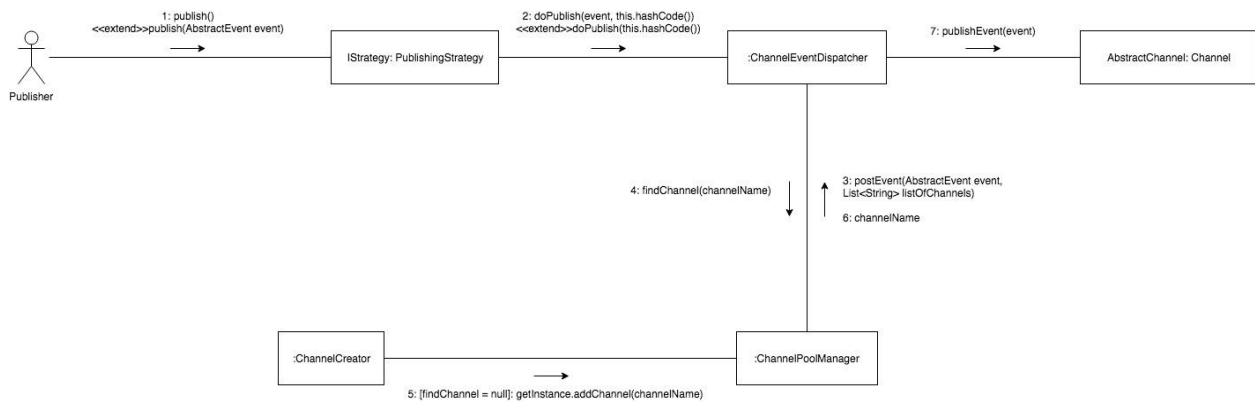 1: publish()
<<extend>>publish(AbstractEvent event)
2: doPublish(event, this.hashCode())
<<extend>>doPublish(this.hashCode())
7: publishEvent(event)
IStrategy: PublishingStrategy
:ChannelEventDispatcher
AbstractChannel: Channel
Publisher
4: findChannel(channelName)
3: postEvent(AbstractEvent event,
List<String> listOfChannels)
6: channelName
:ChannelCreator
:ChannelPoolManager
5: [findChannel = null]: getInstance.addChannel(channelName)